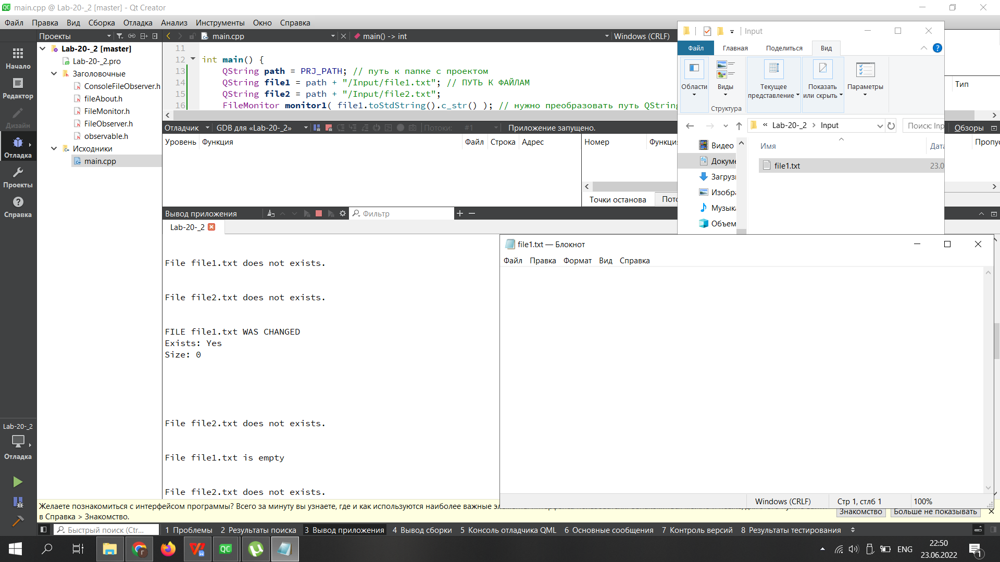 main.cpp @ Lab-20-_2 [master] - Qt Creator
Файл Правка Вид Сборка Отладка Анализ Инструменты Окно Справка
Проекты
main.cpp
main() -> int
Windows (CRLF)
Начало
Редактор
Дизайн
Отладка
Проекты
Справка
Lab-20-_2
Отладка
Lab-20-_2 [master]
Lab-20-_2.pro
Заголовочные
ConsoleFileObserver.h
fileAbout.h
FileMonitor.h
FileObserver.h
observable.h
Исходники
main.cpp
11
12 int main() {
13 QString path = PRJ_PATH; // путь к папке с проектом
14 QString file1 = path + "/Input/file1.txt"; // ПУТЬ К ФАЙЛАМ
15 QString file2 = path + "/Input/file2.txt";
16 FileMonitor monitor1( file1.toStdString().c_str() ); // нужно преобразовать путь QString
Отладчик GDB для «Lab-20-_2» Потоки: #1 Приложение запущено. Обзоры
Уровень Функция Файл Строка Адрес
Номер Функци
Пропус
Тип
Точки останова Пото
Вывод приложения Фильтр
Lab-20-_2
File file1.txt does not exists.
File file2.txt does not exists.
FILE file1.txt WAS CHANGED
Exists: Yes
Size: 0
File file2.txt does not exists.
File file1.txt is empty
File file2.txt does not exists.
Input
Файл Главная Поделиться Вид
Области
Виды
Структура
Текущее
представление
Показать
или скрыть
Параметры
« Lab-20-_2 > Input
Поиск: Inp
Видео
Докуме
Загрузи
Изобра
Музыка
Объем
Имя Дата
file1.txt 23.0
file1.txt — Блокнот
Файл Правка Формат Вид Справка
Windows (CRLF) Стр 1, стлб 1 100%
Желаете познакомиться с интерфейсом программы? Всего за минуту вы узнаете, где и как используются наиболее важные
в Справка > Знакомство.
Знакомство Больше не показывать
Быстрый поиск (Ctr...
1 Проблемы 2 Результаты поиска 3 Вывод приложения 4 Вывод сборки 5 Консоль отладчика QML 6 Основные сообщения 7 Контроль версий 8 Результаты тестирования
ENG
22:50
23.06.2022
1